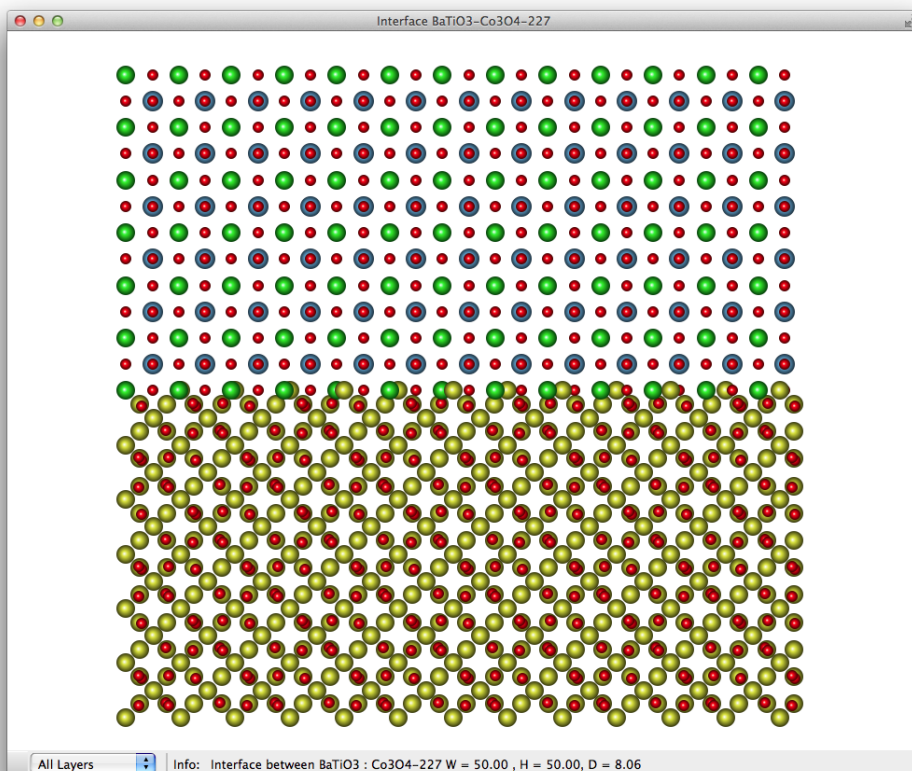 Interface BaTiO3-Co3O4-227
All Layers
Info: Interface between BaTiO3 : Co3O4-227 W = 50.00 , H = 50.00, D = 8.06